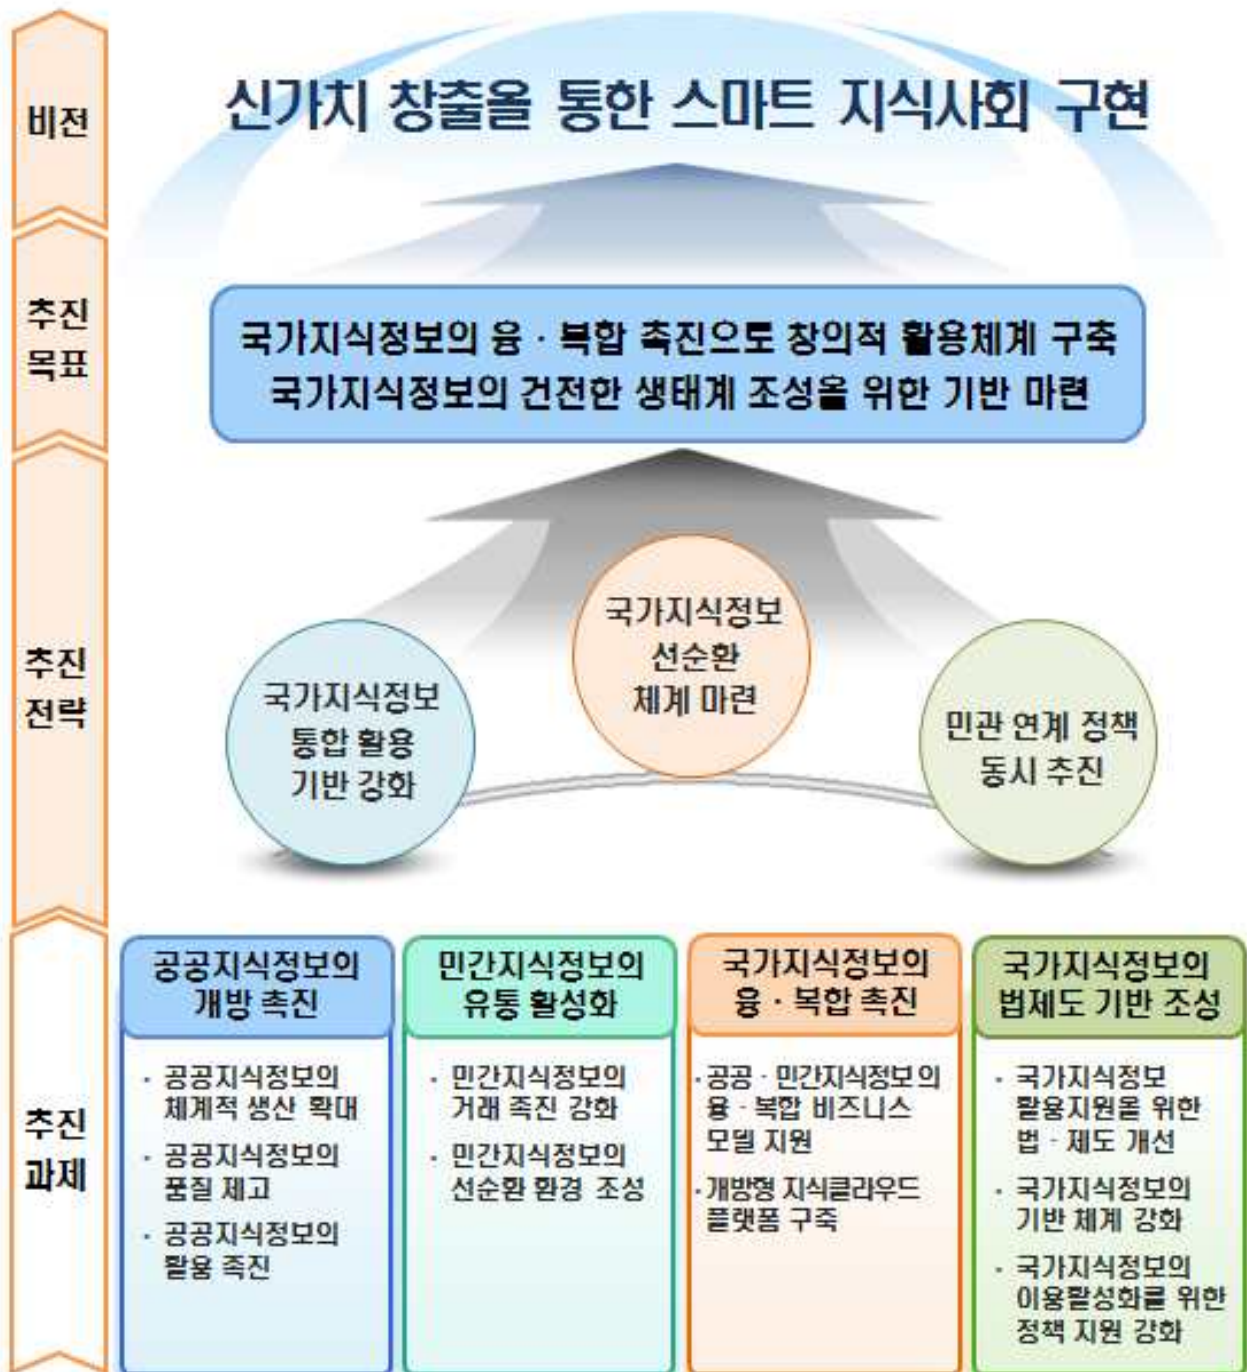 비전
신가치 창출을 통한 스마트 지식사회 구현
추진
목표
국가지식정보의 융 · 복합 촉진으로 창의적 활용체계 구축
국가지식정보의 건전한 생태계 조성을 위한 기반 마련
추진
전략
국가지식정보
통합 활용
기반 강화
국가지식정보
선순환
체계 마련
민관 연계 정책
동시 추진
추진
과제
공공지식정보의
개방 촉진
· 공공지식정보의
체계적 생산 확대
· 공공지식정보의
품질 제고
· 공공지식정보의
활용 촉진
민간지식정보의
유통 활성화
· 민간지식정보의
거래 촉진 강화
· 민간지식정보의
선순환 환경 조성
국가지식정보의
융 · 복합 촉진
· 공공 · 민간지식정보의
융 · 복합 비즈니스
모델 지원
· 개방형 지식클라우드
플랫폼 구축
국가지식정보의
법제도 기반 조성
· 국가지식정보
활용지원을 위한
법 · 제도 개선
· 국가지식정보의
기반 체계 강화
· 국가지식정보의
이용활성화를 위한
정책 지원 강화